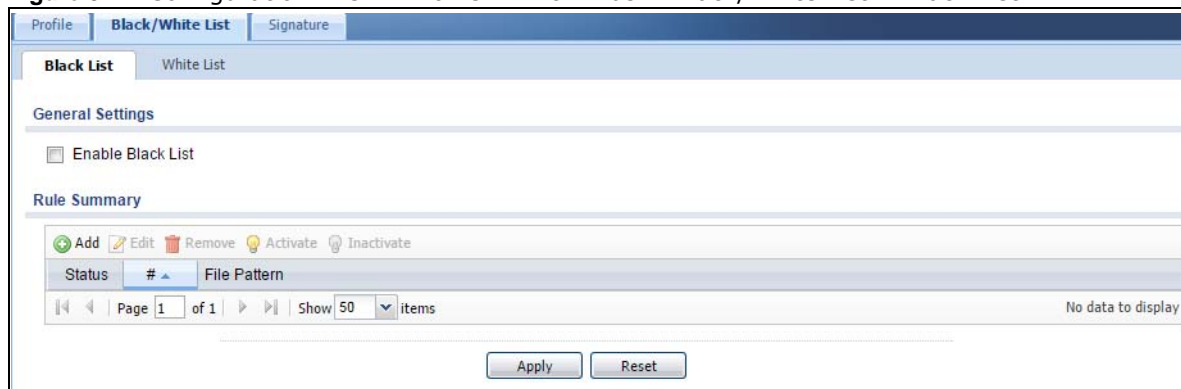 Profile Black/White List Signature
Black List White List
General Settings
Enable Black List
Rule Summary
Add Edit Remove Activate Inactivate
Status # File Pattern
Page 1 of 1 Show 50 items No data to display
Apply Reset